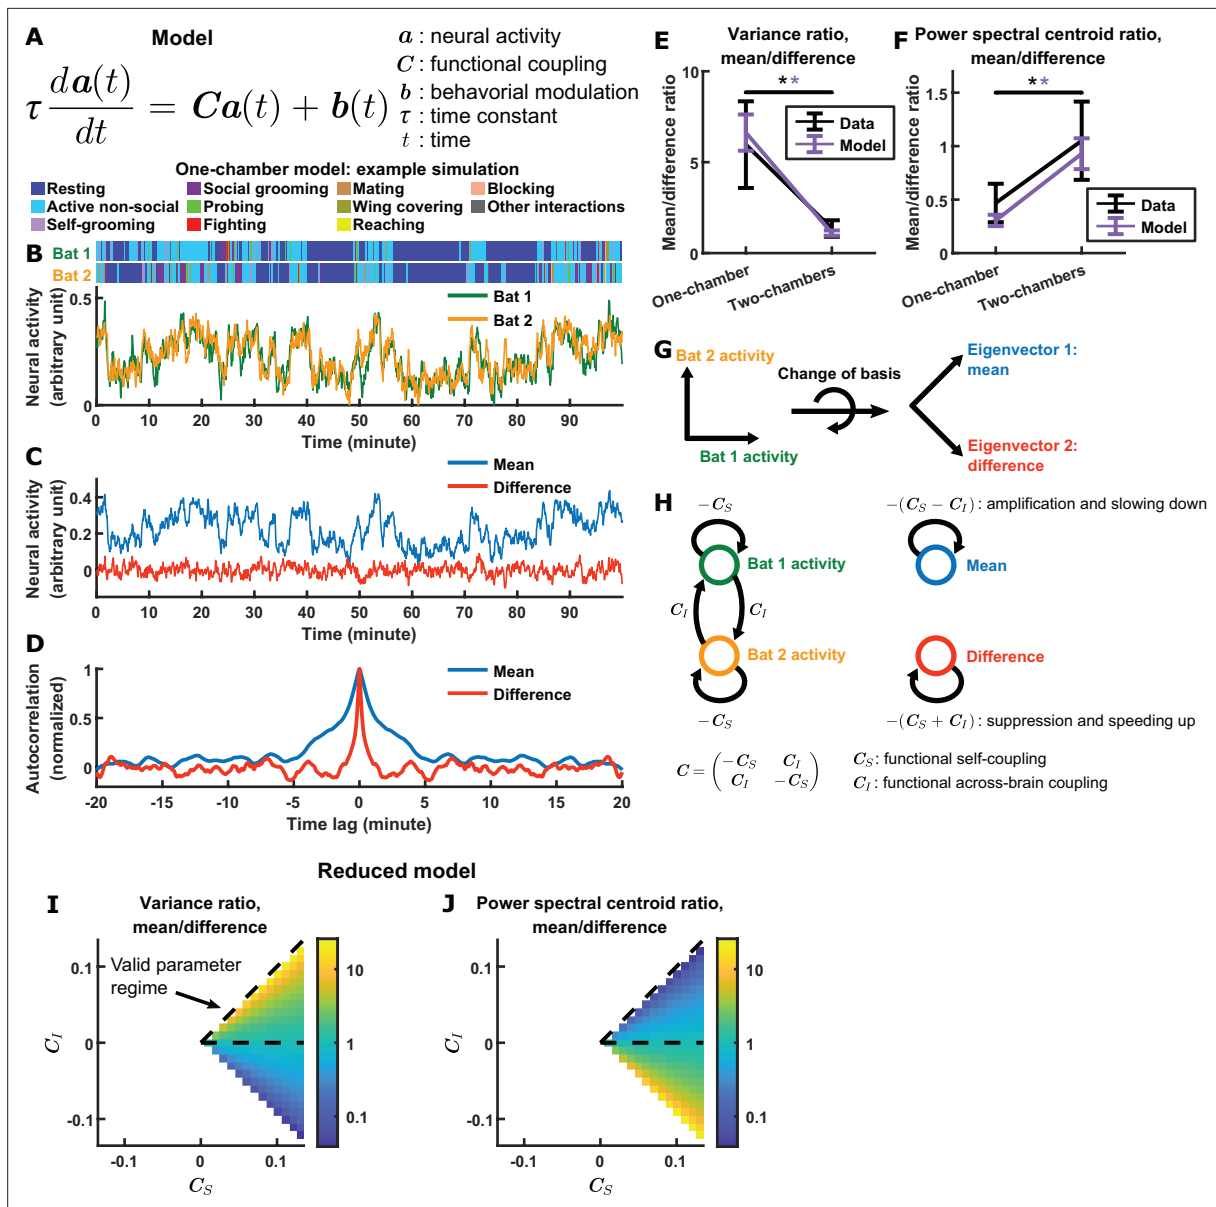 A
Model
τ da(t)/dt = Ca(t) + b(t)
a : neural activity
C : functional coupling
b : behavorial modulation
τ : time constant
t : time
One-chamber model: example simulation
Resting
Social grooming
Mating
Blocking
Active non-social
Probing
Wing covering
Other interactions
Self-grooming
Fighting
Reaching
B
Bat 1
Bat 2
Neural activity
(arbitrary unit)
0.5
0
Bat 1
Bat 2
0 10 20 30 40 50 60 70 80 90
Time (minute)
C
Neural activity
(arbitrary unit)
0.4
0.2
0
Mean
Difference
0 10 20 30 40 50 60 70 80 90
Time (minute)
D
Autocorrelation
(normalized)
1
0.5
0
Mean
Difference
-20 -15 -10 -5 0 5 10 15 20
Time lag (minute)
E
Variance ratio,
mean/difference
Mean/difference ratio
10
5
0
**
Data
Model
One-chamber
Two-chambers
F
Power spectral centroid ratio,
mean/difference
Mean/difference ratio
1.5
1
0.5
0
**
Data
Model
One-chamber
Two-chambers
G
Bat 2 activity
Bat 1 activity
Change of basis
Eigenvector 1:
mean
Eigenvector 2:
difference
H
−C_S
Bat 1 activity
C_I
C_I
Bat 2 activity
−C_S
−(C_S − C_I) : amplification and slowing down
Mean
Difference
−(C_S + C_I) : suppression and speeding up
C = (−C_S C_I
C_I −C_S)
C_S : functional self-coupling
C_I : functional across-brain coupling
Reduced model
I
Variance ratio,
mean/difference
Valid parameter
regime
C_I
0.1
0
-0.1
-0.1 0 0.1
C_S
10
1
0.1
J
Power spectral centroid ratio,
mean/difference
C_I
0.1
0
-0.1
-0.1 0 0.1
C_S
10
1
0.1